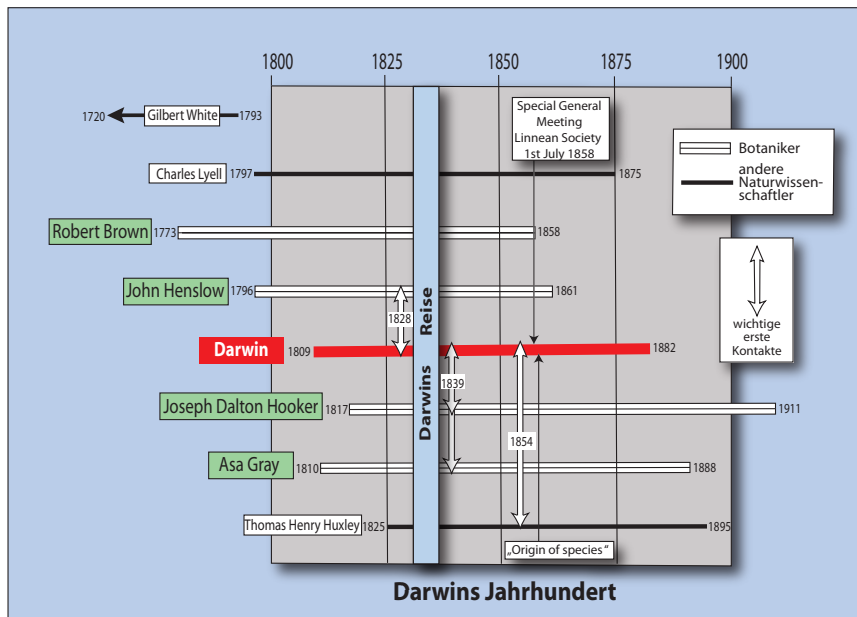 1800 1825 1850 1875 1900
1720 Gilbert White 1793
Special General
Meeting
Linnean Society
1st July 1858
Botaniker
andere
Naturwissen-
schaftler
Charles Lyell 1797 1875
Robert Brown 1773 1858
John Henslow 1796 1861
1828
wichtige
erste
Kontakte
Darwins Reise
Darwin 1809 1882
1839
Joseph Dalton Hooker 1817 1911
1854
Asa Gray 1810 1888
Thomas Henry Huxley 1825 1895
„Origin of species“
Darwins Jahrhundert